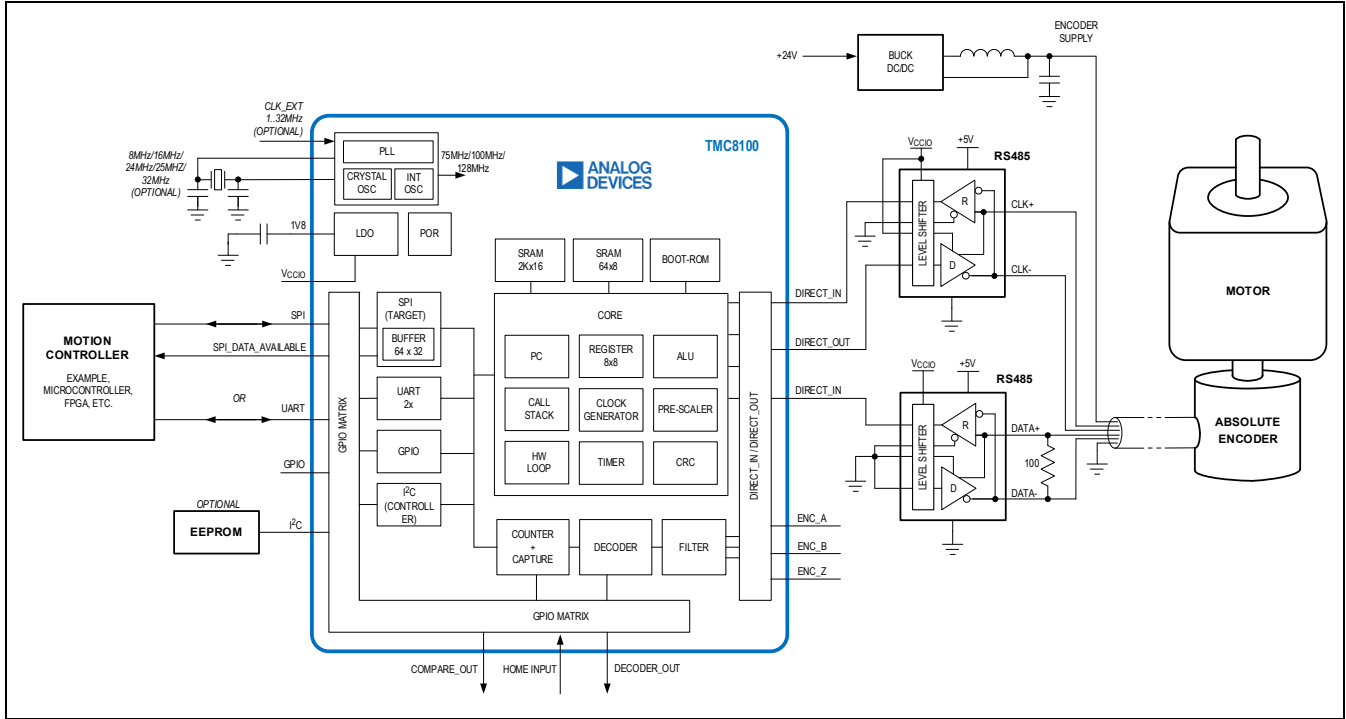 ENCODER
SUPPLY
+24V
BUCK
DC/DC
CLK_EXT
1..32MHz
(OPTIONAL)
8MHz/16MHz/
24MHz/25MHZ/
32MHz
(OPTIONAL)
PLL
CRYSTAL
OSC
INT
OSC
75MHz/100MHz/
128MHz
TMC8100
ANALOG
DEVICES
1V8
LDO
POR
VCCIO
SRAM
2Kx16
SRAM
64x8
BOOT-ROM
MOTION
CONTROLLER
EXAMPLE,
MICROCONTROLLER,
FPGA, ETC.
SPI
SPI_DATA_AVAILABLE
OR
UART
GPIO
OPTIONAL
EEPROM
I²C
GPIO MATRIX
SPI
(TARGET)
BUFFER
64 x 32
UART
2x
GPIO
I²C
(CONTROLL
ER)
CORE
PC
REGISTER
8x8
ALU
CALL
STACK
CLOCK
GENERATOR
PRE-SCALER
HW
LOOP
TIMER
CRC
COUNTER
+
CAPTURE
DECODER
FILTER
DIRECT_IN / DIRECT_OUT
GPIO MATRIX
COMPARE_OUT
HOME INPUT
DECODER_OUT
DIRECT_IN
DIRECT_OUT
DIRECT_IN
ENC_A
ENC_B
ENC_Z
VCCIO
+5V
RS485
LEVEL SHIFTER
R
D
CLK+
CLK-
VCCIO
+5V
RS485
LEVEL SHIFTER
R
D
DATA+
100
DATA-
MOTOR
ABSOLUTE
ENCODER